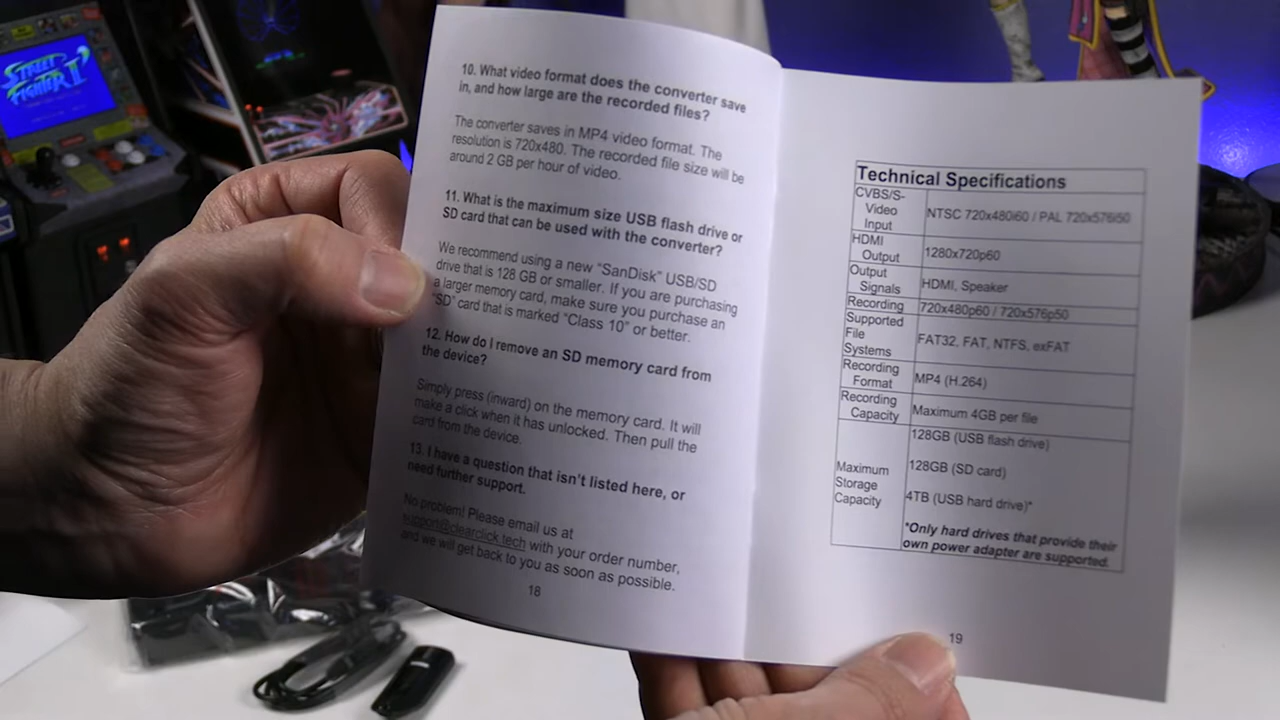 STREET
FIGHTER II'
10. What video format does the converter save
in, and how large are the recorded files?
The converter saves in MP4 video format. The
resolution is 720x480. The recorded file size will be
around 2 GB per hour of video.
11. What is the maximum size USB flash drive or
SD card that can be used with the converter?
We recommend using a new "SanDisk" USB/SD
drive that is 128 GB or smaller. If you are purchasing
a larger memory card, make sure you purchase an
"SD" card that is marked "Class 10" or better.
12. How do I remove an SD memory card from
the device?
Simply press (inward) on the memory card. It will
make a click when it has unlocked. Then pull the
card from the device.
13. I have a question that isn't listed here, or
need further support.
No problem! Please email us at
support@clearclick.tech with your order number,
and we will get back to you as soon as possible.
18
Technical Specifications
CVBS/S-
Video
Input
NTSC 720x480i60 / PAL 720x576i50
HDMI
Output
1280x720p60
Output
Signals
HDMI, Speaker
Recording
720x480p60 / 720x576p50
Supported
File
Systems
FAT32, FAT, NTFS, exFAT
Recording
Format
MP4 (H.264)
Recording
Capacity
Maximum 4GB per file
Maximum
Storage
Capacity
128GB (USB flash drive)
128GB (SD card)
4TB (USB hard drive)*
*Only hard drives that provide their
own power adapter are supported.
19